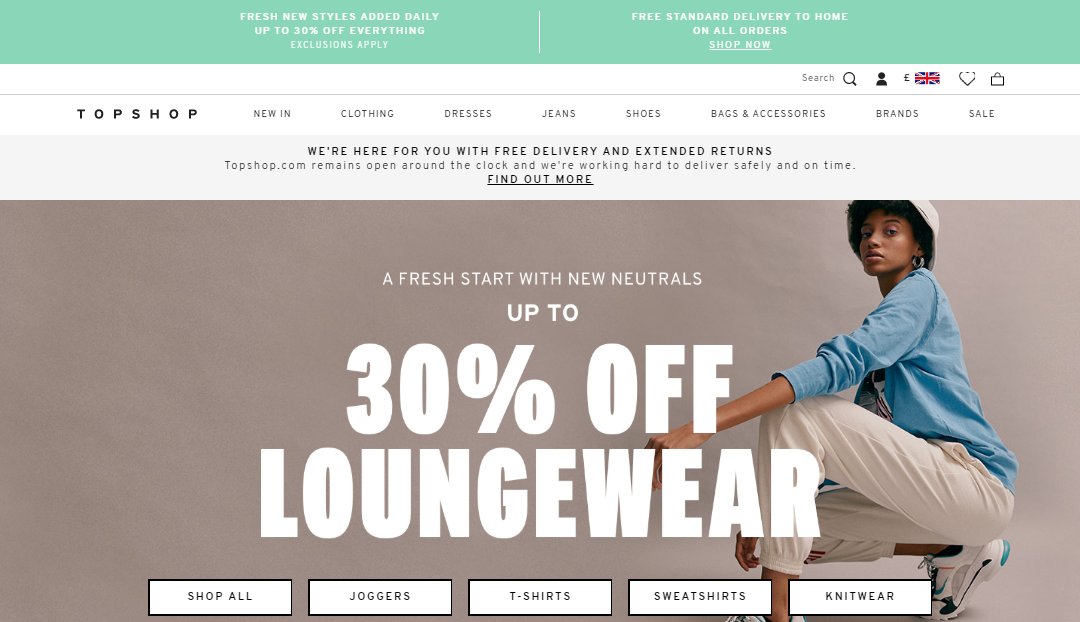 FRESH NEW STYLES ADDED DAILY
UP TO 30% OFF EVERYTHING
EXCLUSIONS APPLY
FREE STANDARD DELIVERY TO HOME
ON ALL ORDERS
SHOP NOW
Search
£
TOPSHOP
NEW IN
CLOTHING
DRESSES
JEANS
SHOES
BAGS & ACCESSORIES
BRANDS
SALE
WE'RE HERE FOR YOU WITH FREE DELIVERY AND EXTENDED RETURNS
Topshop.com remains open around the clock and we're working hard to deliver safely and on time.
FIND OUT MORE
A FRESH START WITH NEW NEUTRALS
UP TO
30% OFF
LOUNGEWEAR
SHOP ALL
JOGGERS
T-SHIRTS
SWEATSHIRTS
KNITWEAR